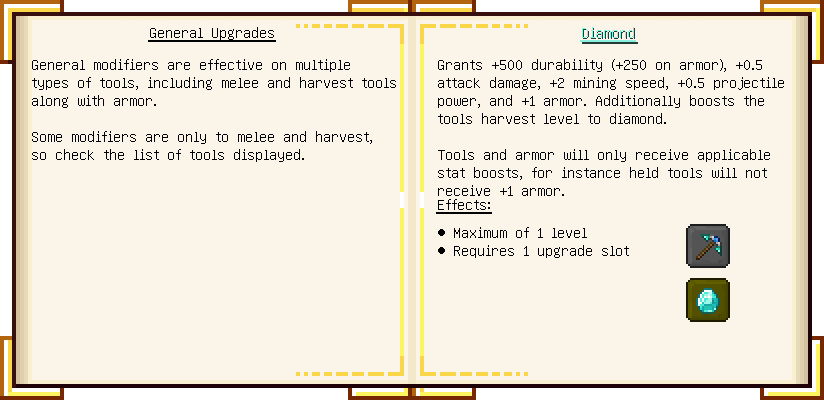 General Upgrades
General modifiers are effective on multiple
types of tools, including melee and harvest tools
along with armor.
Some modifiers are only to melee and harvest,
so check the list of tools displayed.
Diamond
Grants +500 durability (+250 on armor), +0.5
attack damage, +2 mining speed, +0.5 projectile
power, and +1 armor. Additionally boosts the
tools harvest level to diamond.
Tools and armor will only receive applicable
stat boosts, for instance held tools will not
receive +1 armor.
Effects:
● Maximum of 1 level
● Requires 1 upgrade slot